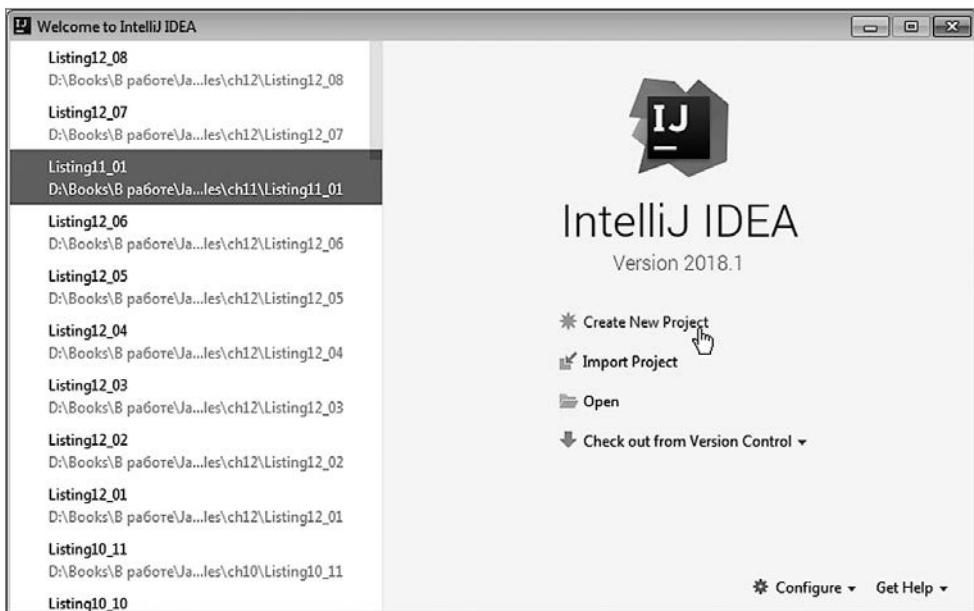 Welcome to IntelliJ IDEA
Listing12_08
D:\Books\В работе\Ja...les\ch12\Listing12_08
Listing12_07
D:\Books\В работе\Ja...les\ch12\Listing12_07
Listing11_01
D:\Books\В работе\Ja...les\ch11\Listing11_01
Listing12_06
D:\Books\В работе\Ja...les\ch12\Listing12_06
Listing12_05
D:\Books\В работе\Ja...les\ch12\Listing12_05
Listing12_04
D:\Books\В работе\Ja...les\ch12\Listing12_04
Listing12_03
D:\Books\В работе\Ja...les\ch12\Listing12_03
Listing12_02
D:\Books\В работе\Ja...les\ch12\Listing12_02
Listing12_01
D:\Books\В работе\Ja...les\ch12\Listing12_01
Listing10_11
D:\Books\В работе\Ja...les\ch10\Listing10_11
Listing10_10
IJ
IntelliJ IDEA
Version 2018.1
Create New Project
Import Project
Open
Check out from Version Control
Configure
Get Help